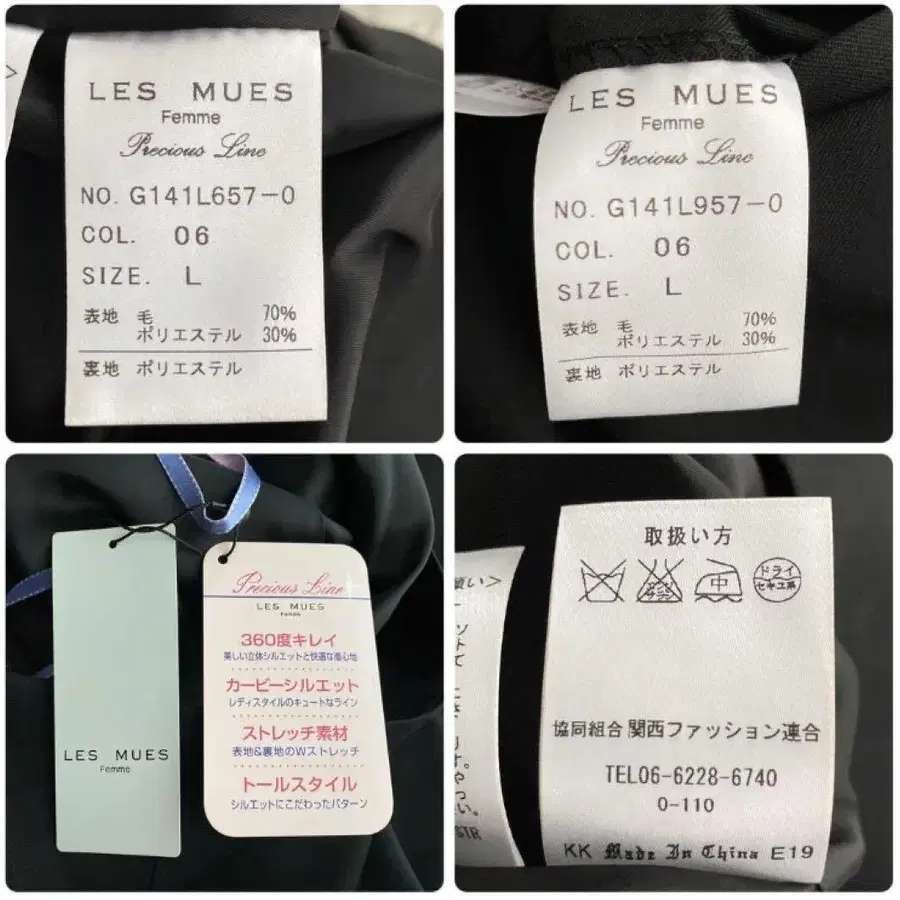 LES MUES
Femme
Precious Line
NO. G141L657-0
COL. 06
SIZE. L
表地 毛 70%
ポリエステル 30%
裏地 ポリエステル
LES MUES
Femme
Precious Line
NO. G141L957-0
COL. 06
SIZE. L
表地 毛 70%
ポリエステル 30%
裏地 ポリエステル
LES MUES
Femme
Precious Line
LES MUES
Femme
360度キレイ
美しい立体シルエットと快適な着心地
カービーシルエット
レディスタイルのキュートなライン
ストレッチ素材
表地&裏地のWストレッチ
トールスタイル
シルエットにこだわったパターン
取扱い方
中
ドライ
セキユ系
協同組合 関西ファッション連合
TEL06-6228-6740
0-110
KK Made In China E19